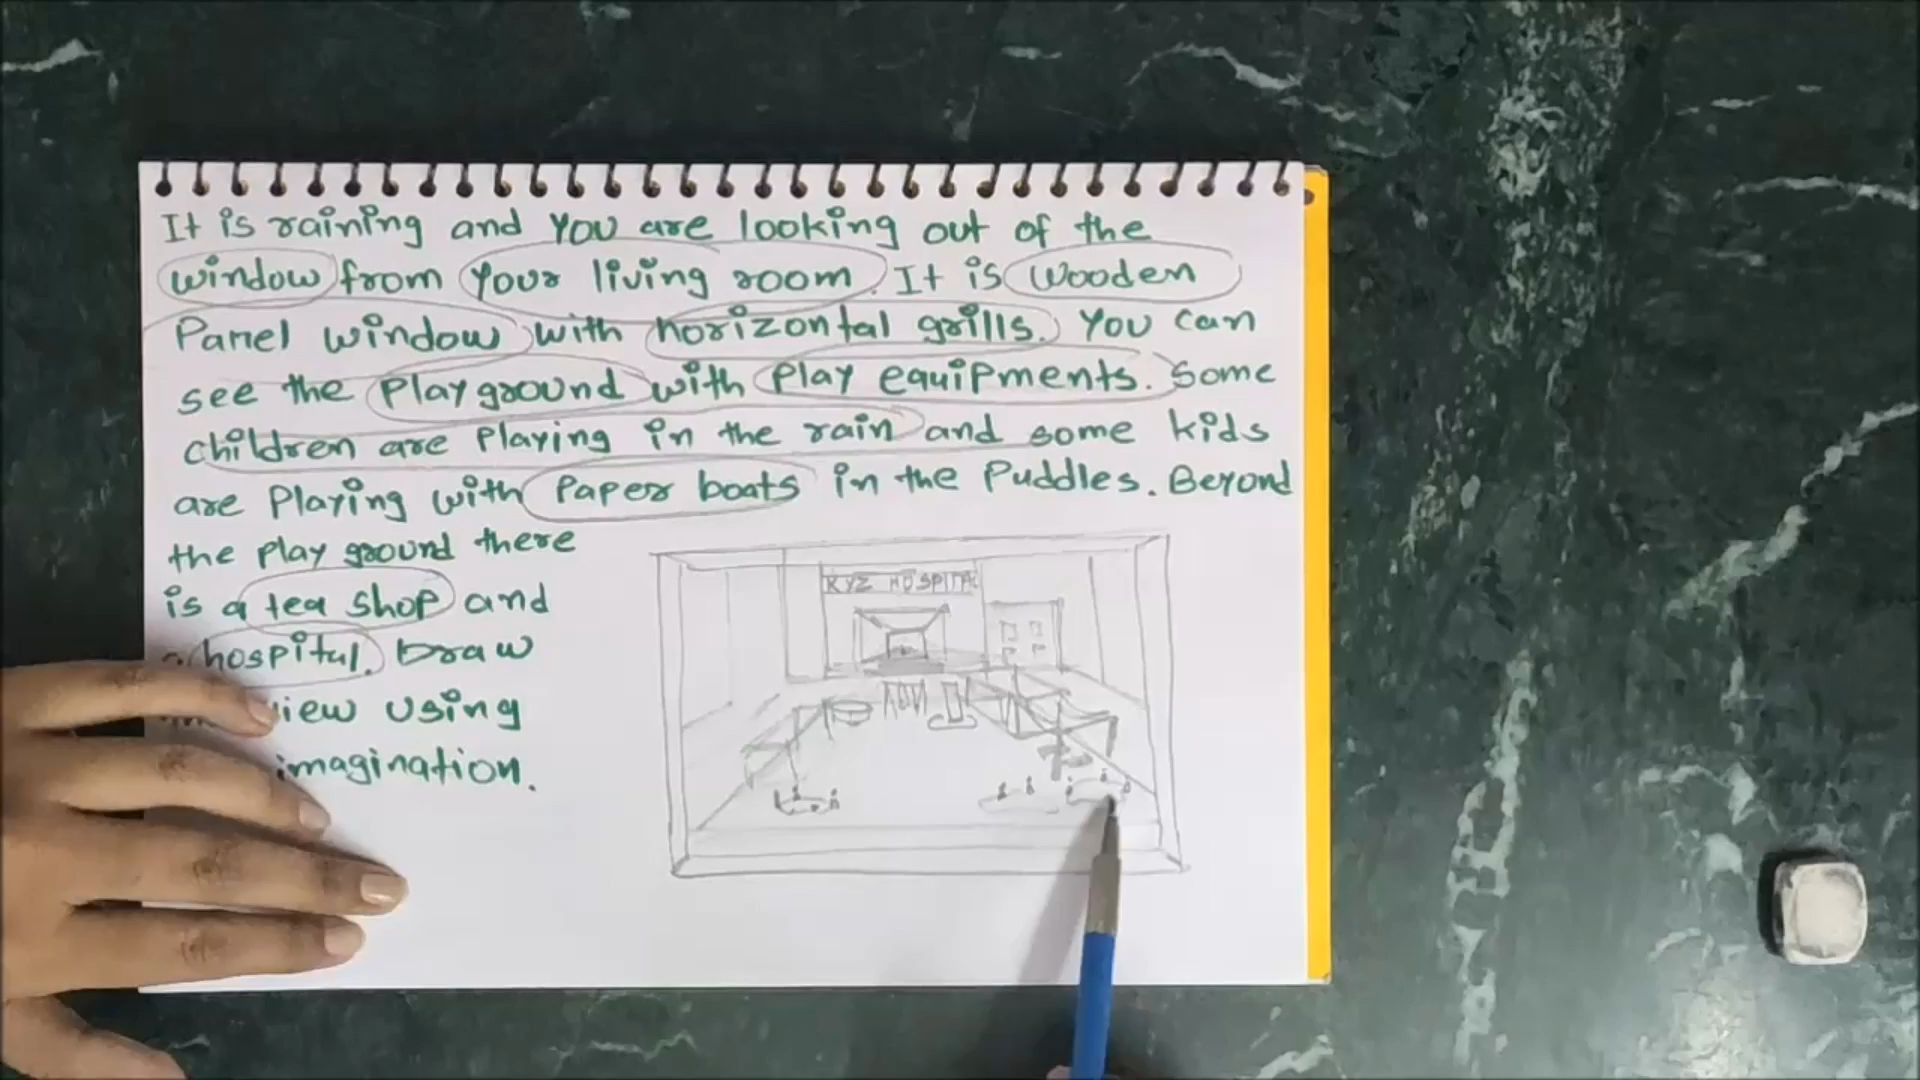 It is raining and you are looking out of the
window from your living room. It is wooden
Panel window with horizontal grills. You can
see the playground with play equipments. Some
children are playing in the rain and some kids
are playing with paper boats in the puddles. Beyond
the play ground there
is a tea shop and
hospital. Draw
view using
imagination.
XYZ HOSPITAL